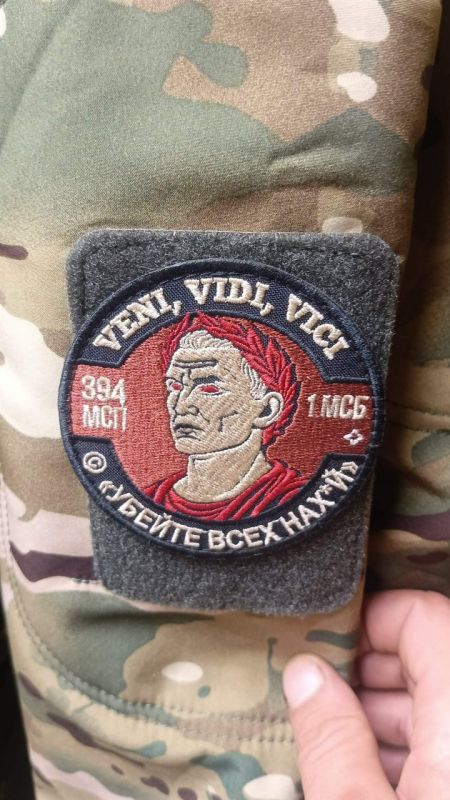 VENI, VIDI, VICI
394
МСП
1 МСБ
© «УБЕЙТЕ ВСЕХ НАХ*Й»